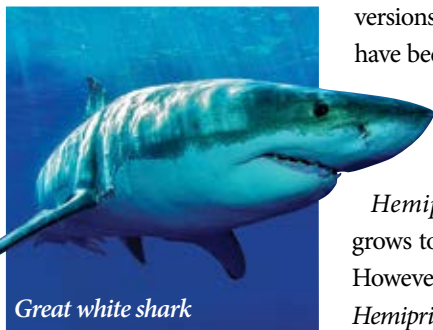 versions
have bee
Hemip
grows to
Howeve
Hemipri
Great white shark